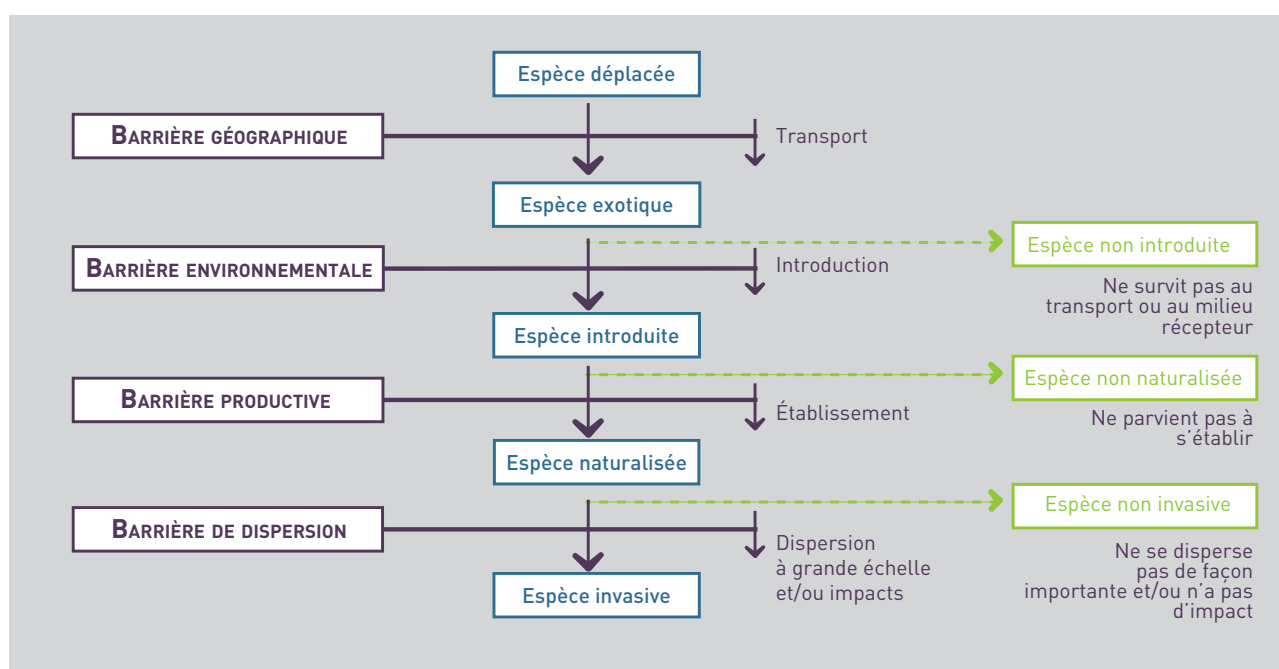 Espèce déplacée
BARRIÈRE GÉOGRAPHIQUE
Transport
Espèce exotique
Espèce non introduite
BARRIÈRE ENVIRONNEMENTALE
Introduction
Ne survit pas au
transport ou au milieu
récepteur
Espèce introduite
Espèce non naturalisée
BARRIÈRE PRODUCTIVE
Établissement
Ne parvient pas à
s'établir
Espèce naturalisée
Espèce non invasive
BARRIÈRE DE DISPERSION
Dispersion
à grande échelle
et/ou impacts
Ne se disperse
pas de façon
importante et/ou n'a pas
d'impact
Espèce invasive